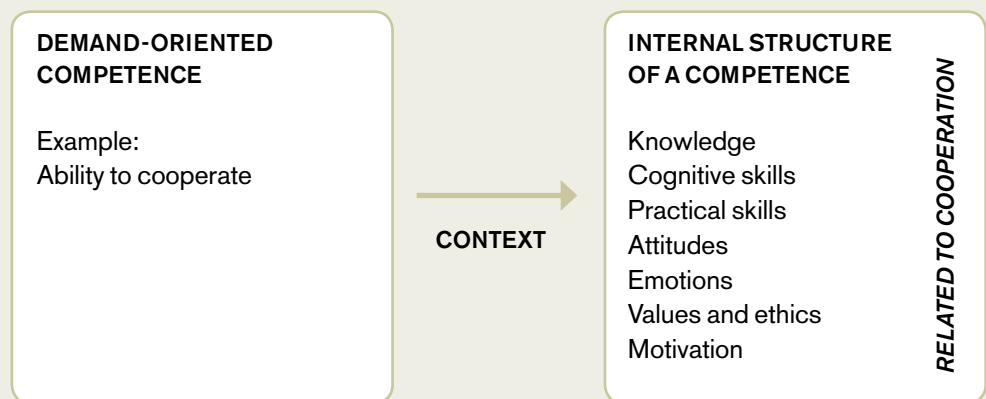 DEMAND-ORIENTED
COMPETENCE
Example:
Ability to cooperate
CONTEXT
INTERNAL STRUCTURE
OF A COMPETENCE
Knowledge
Cognitive skills
Practical skills
Attitudes
Emotions
Values and ethics
Motivation
RELATED TO COOPERATION